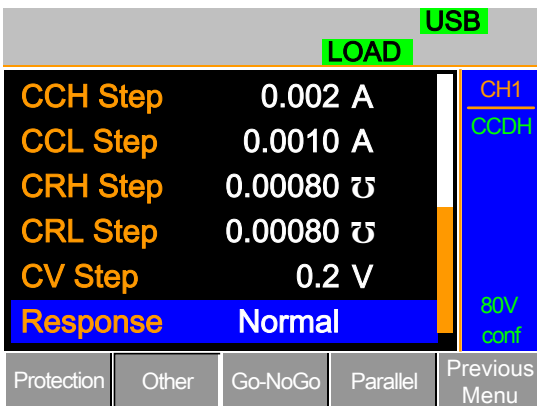 USB
LOAD
CCH Step 0.002 A
CCL Step 0.0010 A
CRH Step 0.00080 ℧
CRL Step 0.00080 ℧
CV Step 0.2 V
Response Normal
CH1
CCDH
80V
conf
Protection
Other
Go-NoGo
Parallel
Previous
Menu